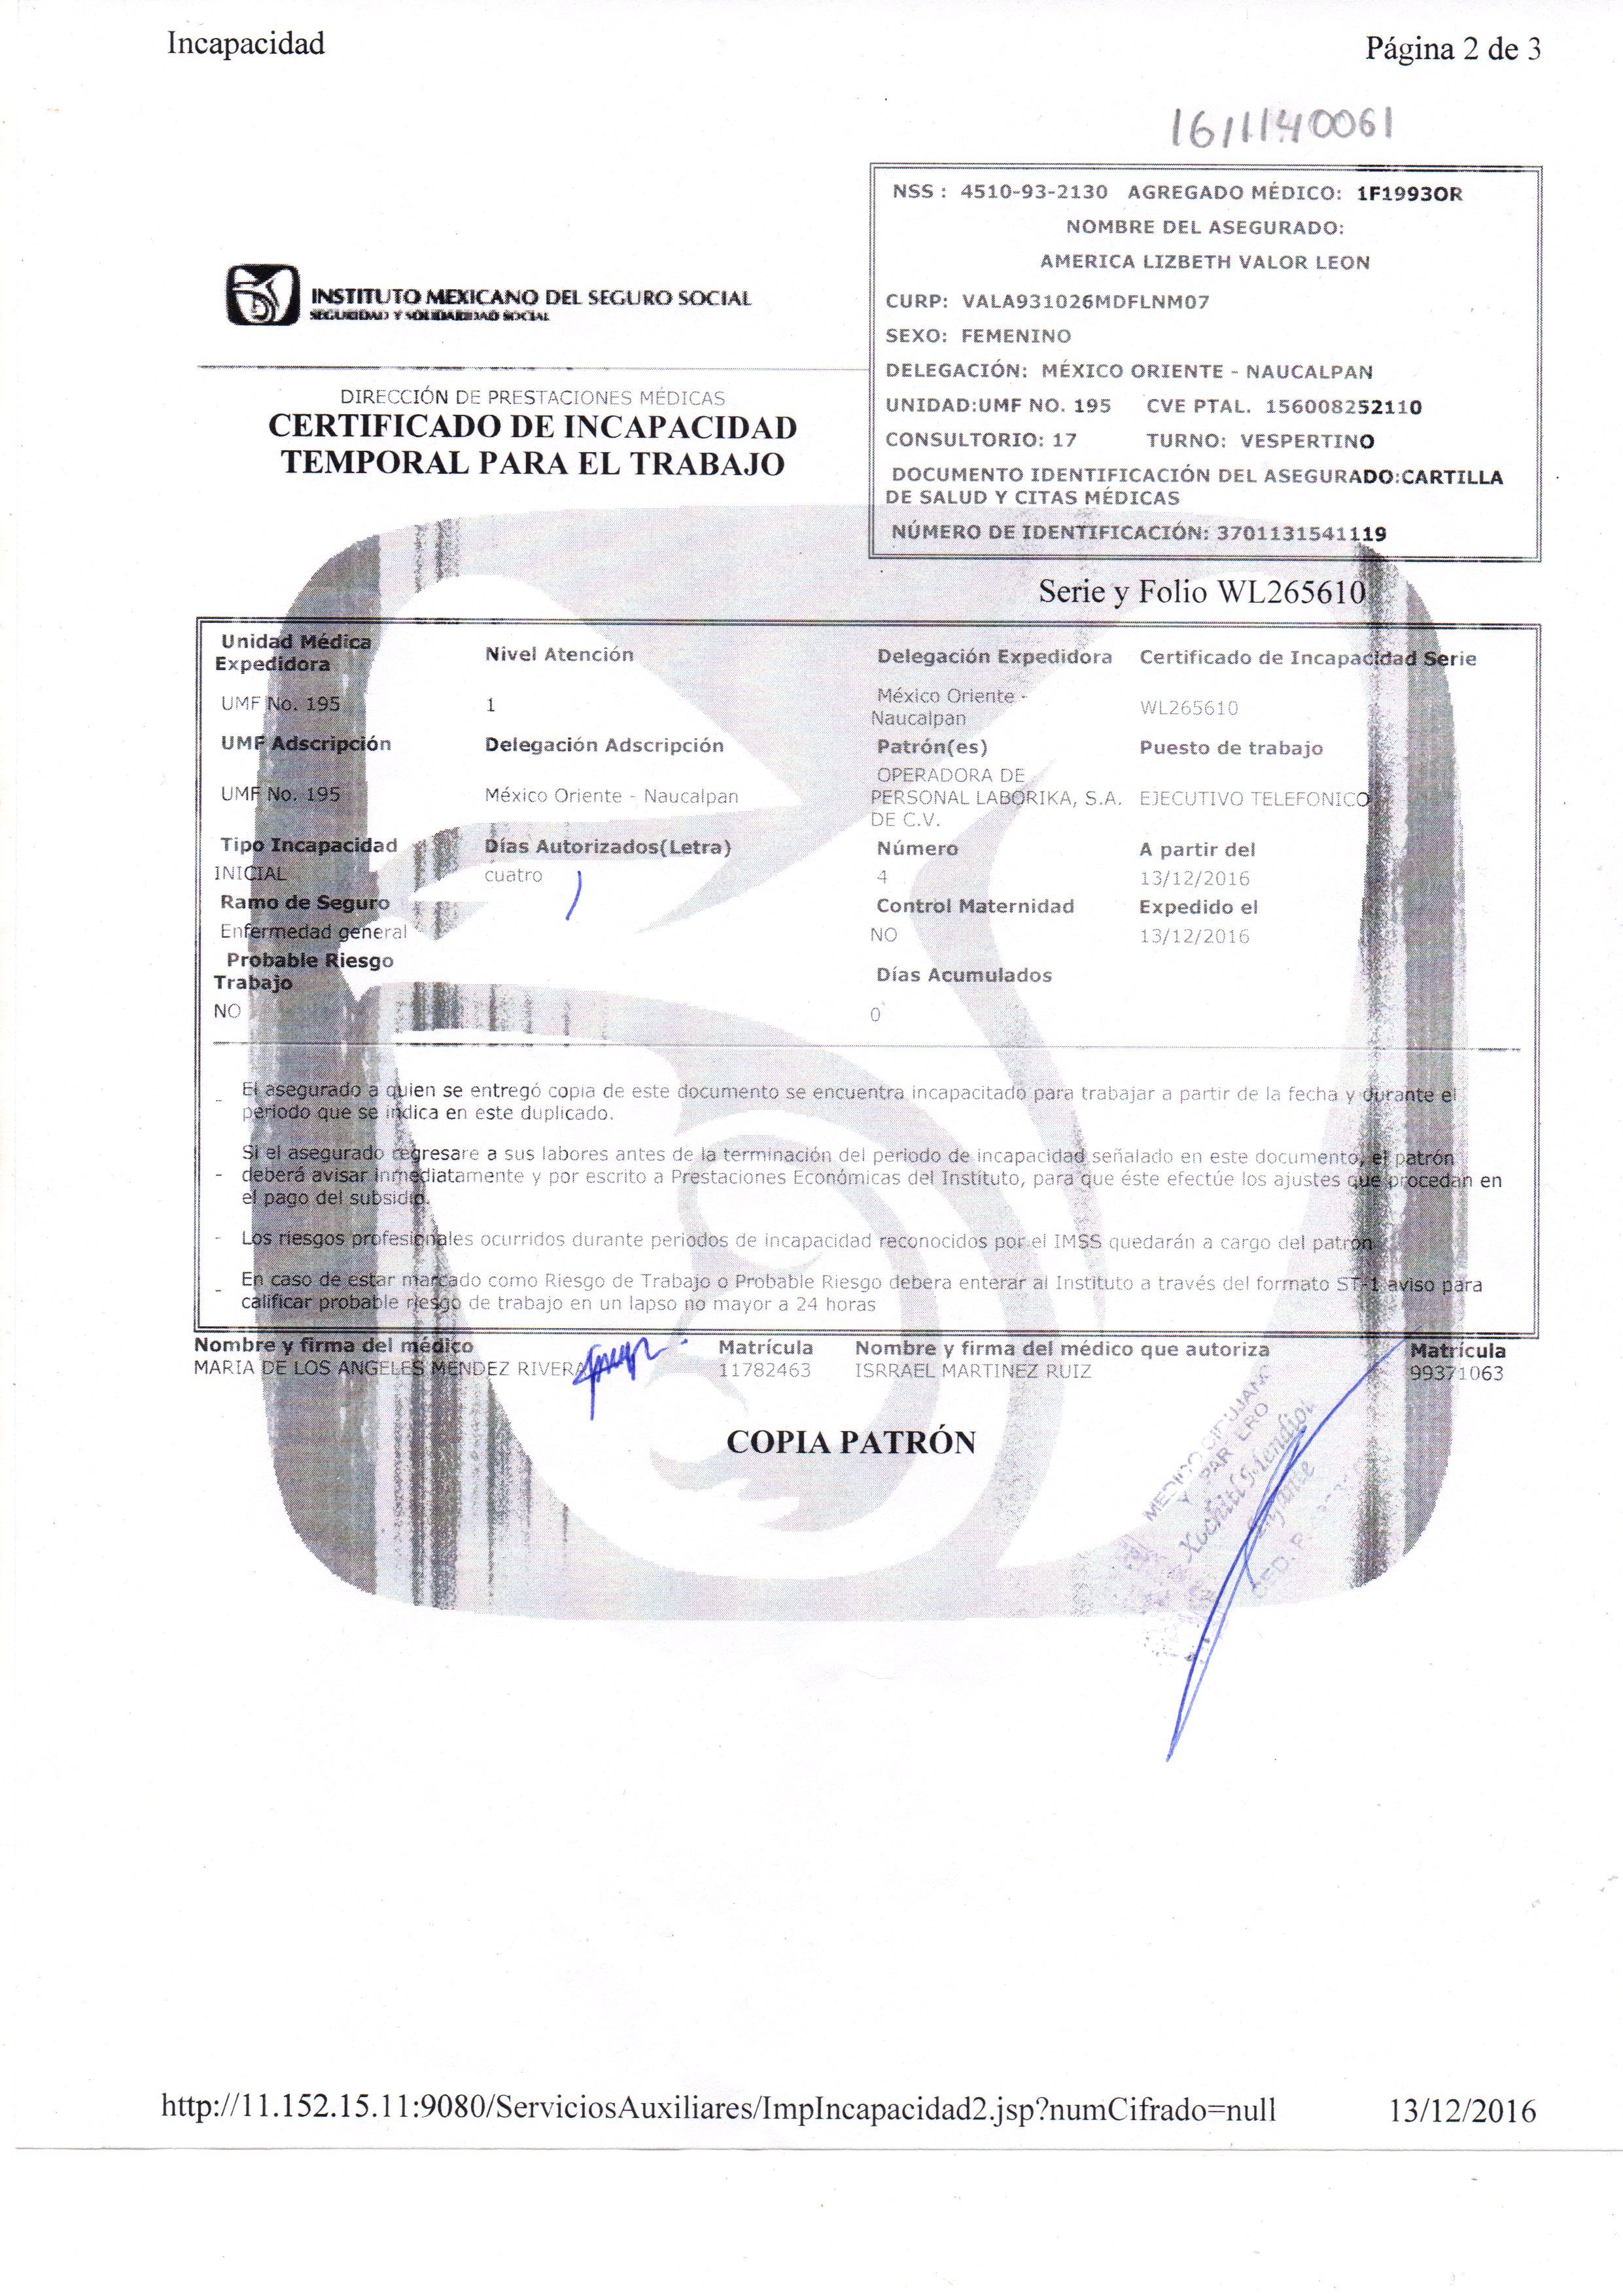 Incapacidad
Página 2 de 3
16111140061
NSS : 4510-93-2130 AGREGADO MÉDICO: 1F1993OR
NOMBRE DEL ASEGURADO:
AMERICA LIZBETH VALOR LEON
CURP: VALA931026MDFLNM07
SEXO: FEMENINO
DELEGACIÓN: MÉXICO ORIENTE - NAUCALPAN
UNIDAD:UMF NO. 195 CVE PTAL. 156008252110
CONSULTORIO: 17 TURNO: VESPERTINO
DOCUMENTO IDENTIFICACIÓN DEL ASEGURADO:CARTILLA
DE SALUD Y CITAS MÉDICAS
NÚMERO DE IDENTIFICACIÓN: 3701131541119
INSTITUTO MEXICANO DEL SEGURO SOCIAL
SEGURIDAD Y SOLIDARIDAD SOCIAL
DIRECCIÓN DE PRESTACIONES MÉDICAS
CERTIFICADO DE INCAPACIDAD
TEMPORAL PARA EL TRABAJO
Serie y Folio WL265610
Unidad Médica
Expedidora
Nivel Atención
Delegación Expedidora
Certificado de Incapacidad Serie
UMF No. 195
1
México Oriente -
Naucalpan
WL265610
UMF Adscripción
Delegación Adscripción
Patrón(es)
Puesto de trabajo
UMF No. 195
México Oriente - Naucalpan
OPERADORA DE
PERSONAL LABORIKA, S.A.
DE C.V.
EJECUTIVO TELEFONICO
Tipo Incapacidad
Días Autorizados(Letra)
Número
A partir del
INICIAL
cuatro
4
13/12/2016
Ramo de Seguro
Control Maternidad
Expedido el
Enfermedad general
NO
13/12/2016
Probable Riesgo
Trabajo
Días Acumulados
NO
0
- El asegurado a quien se entregó copia de este documento se encuentra incapacitado para trabajar a partir de la fecha y durante el
periodo que se indica en este duplicado.
Si el asegurado regresare a sus labores antes de la terminación del periodo de incapacidad señalado en este documento, el patrón
- deberá avisar inmediatamente y por escrito a Prestaciones Económicas del Instituto, para que éste efectúe los ajustes que procedan en
el pago del subsidio.
- Los riesgos profesionales ocurridos durante periodos de incapacidad reconocidos por el IMSS quedarán a cargo del patrón
- En caso de estar marcado como Riesgo de Trabajo o Probable Riesgo debera enterar al Instituto a través del formato ST-1 aviso para
calificar probable riesgo de trabajo en un lapso no mayor a 24 horas
Nombre y firma del médico
Matrícula
Nombre y firma del médico que autoriza
Matrícula
MARIA DE LOS ANGELES MENDEZ RIVERA
11782463
ISRRAEL MARTINEZ RUIZ
99371063
COPIA PATRÓN
MEDICO CIRUJANO
Y PARTERO
Xochitl
CED. P.
http://11.152.15.11:9080/ServiciosAuxiliares/ImpIncapacidad2.jsp?numCifrado=null
13/12/2016